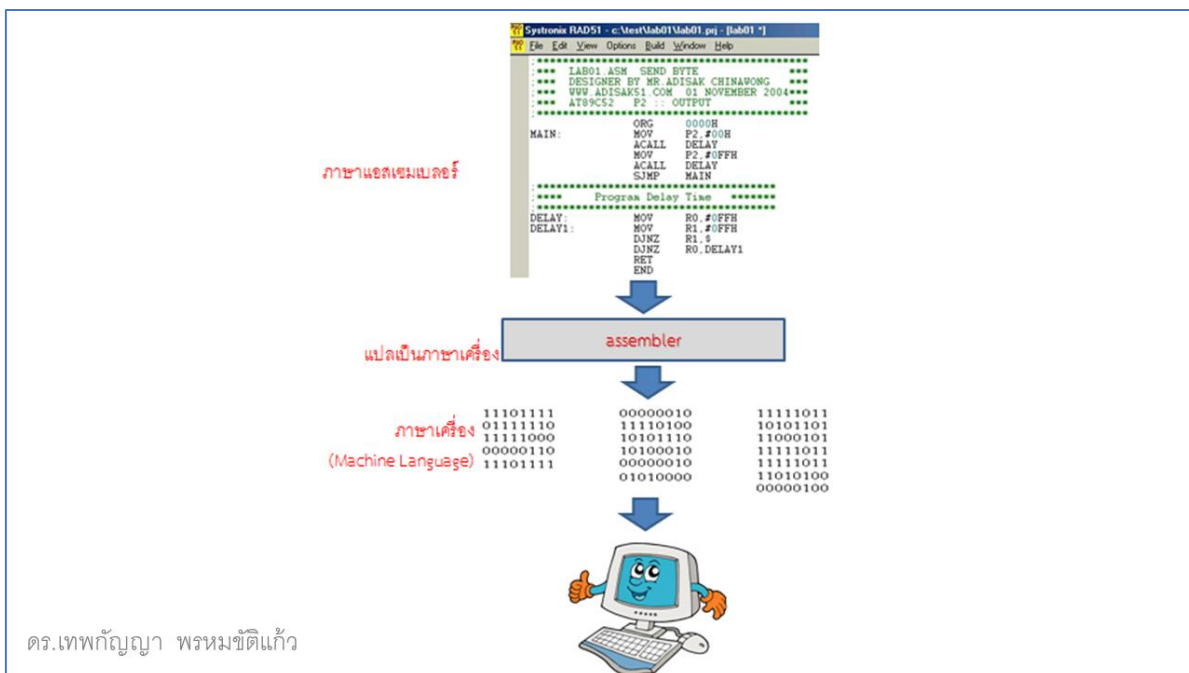 Systronix RAD51 - c:\test\lab01\lab01.prj - [lab01 *]
File Edit View Options Build Window Help
;************************************************
;*** LAB01.ASM SEND BYTE ***
;*** DESIGNER BY MR.ADISAK CHINAWONG ***
;*** WWW.ADISAK51.COM 01 NOVEMBER 2004***
;*** AT89C52 P2 :: OUTPUT ***
;************************************************
ORG 0000H
MAIN: MOV P2,#00H
ACALL DELAY
MOV P2,#0FFH
ACALL DELAY
SJMP MAIN
;******************************************
;**** Program Delay Time *******
;******************************************
DELAY: MOV R0,#0FFH
DELAY1: MOV R1,#0FFH
DJNZ R1,$
DJNZ R0,DELAY1
RET
END
ภาษาแอสเซมเบลอร์
assembler
แปลเป็นภาษาเครื่อง
ภาษาเครื่อง
(Machine Language)
11101111 00000010 11111011
01111110 11110100 10101101
11111000 10101110 11000101
00000110 10100010 11111011
11101111 00000010 11111011
01010000 11010100
00000100
ดร.เทพกัญญา พรหมขัติแก้ว